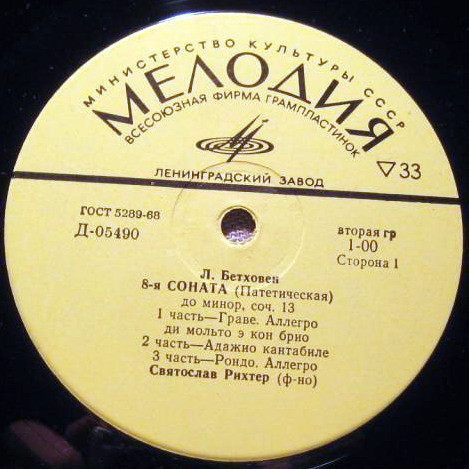 МИНИСТЕРСТВО КУЛЬТУРЫ СССР
МЕЛОДИЯ
ВСЕСОЮЗНАЯ ФИРМА ГРАМПЛАСТИНОК
ЛЕНИНГРАДСКИЙ ЗАВОД
▽33
ГОСТ 5289-68
Д-05490
вторая гр
1-00
Сторона 1
Л. Бетховен
8-я СОНАТА (Патетическая)
до минор, соч. 13
1 часть—Граве. Аллегро
ди мольто э кон брио
2 часть—Адажио кантабиле
3 часть—Рондо. Аллегро
Святослав Рихтер (ф-но)